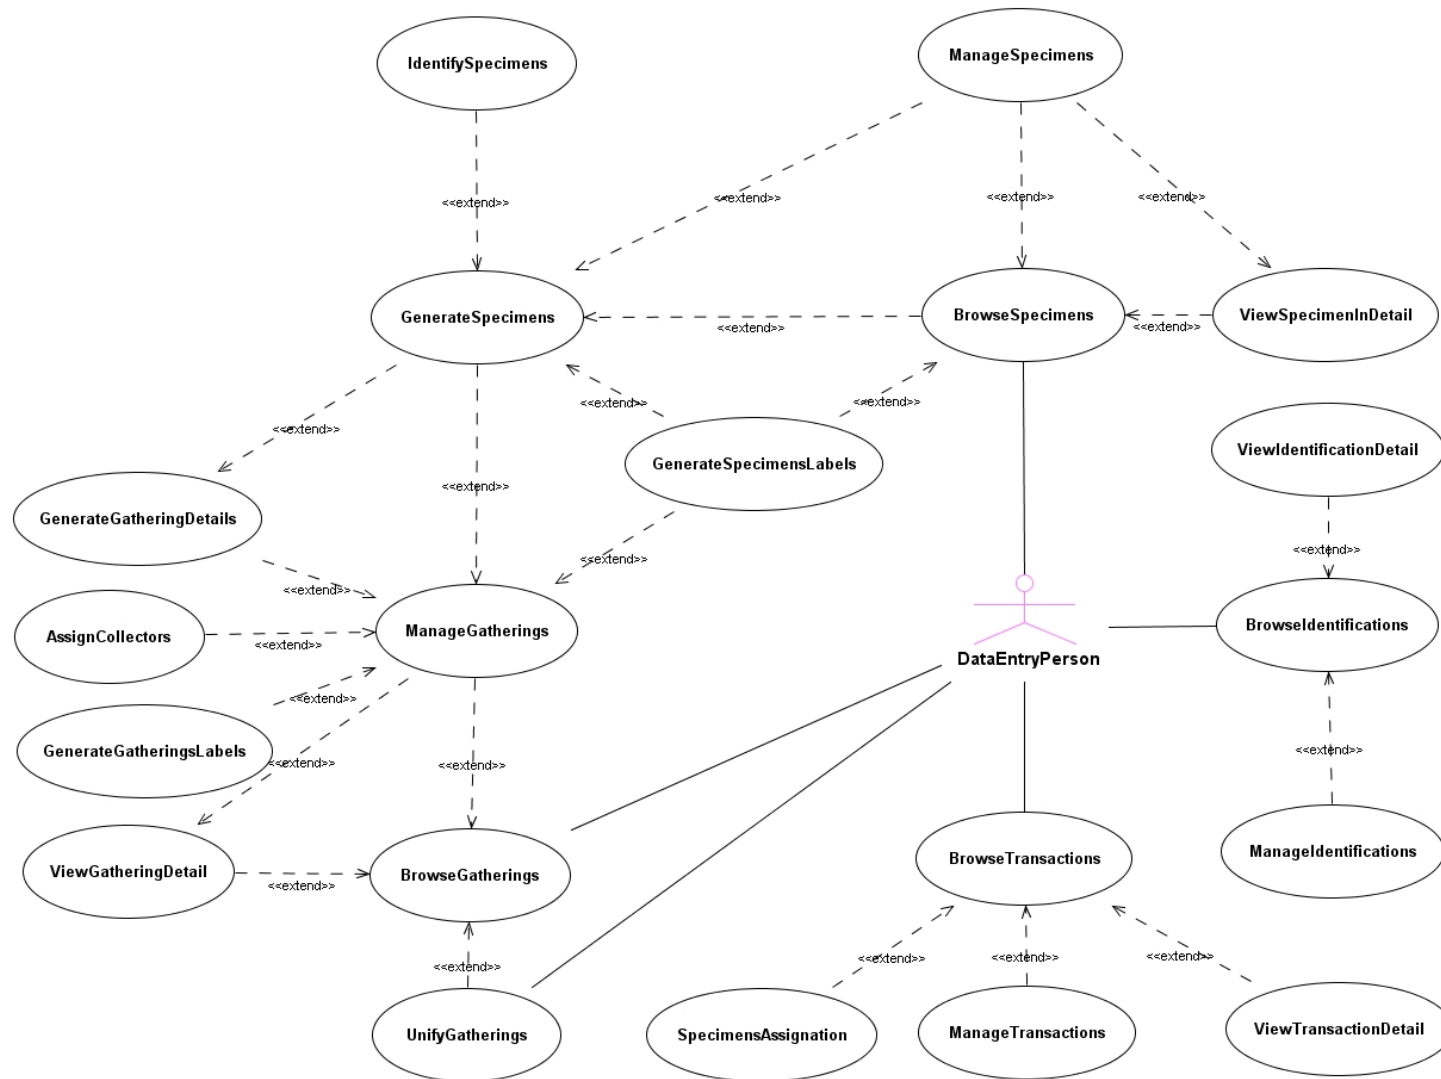 ManageSpecimens
IdentifySpecimens
<<extend>>
<<extend>>
<<extend>>
<<extend>>
GenerateSpecimens
BrowseSpecimens
ViewSpecimenInDetail
<<extend>>
<<extend>>
<<extend>>
<<extend>>
<<extend>>
GenerateSpecimensLabels
ViewIdentificationDetail
<<extend>>
GenerateGatheringDetails
<<extend>>
<<extend>>
<<extend>>
<<extend>>
AssignCollectors
ManageGatherings
BrowseIdentifications
<<extend>>
DataEntryPerson
<<extend>>
GenerateGatheringsLabels
<<extend>>
<<extend>>
<<extend>>
ManageIdentifications
BrowseTransactions
ViewGatheringDetail
BrowseGatherings
<<extend>>
<<extend>>
<<extend>>
<<extend>>
<<extend>>
UnifyGatherings
SpecimensAssignation
ManageTransactions
ViewTransactionDetail